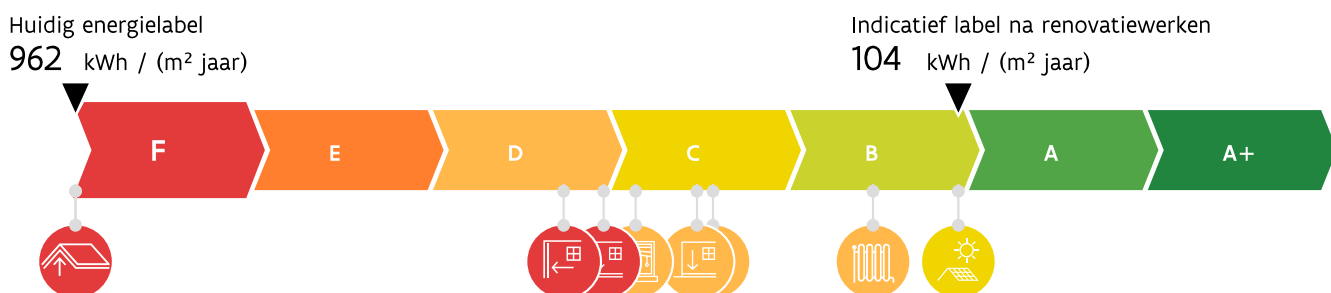 Huidig energielabel
962 kWh / (m² jaar)
Indicatief label na renovatiewerken
104 kWh / (m² jaar)
F E D C B A A+